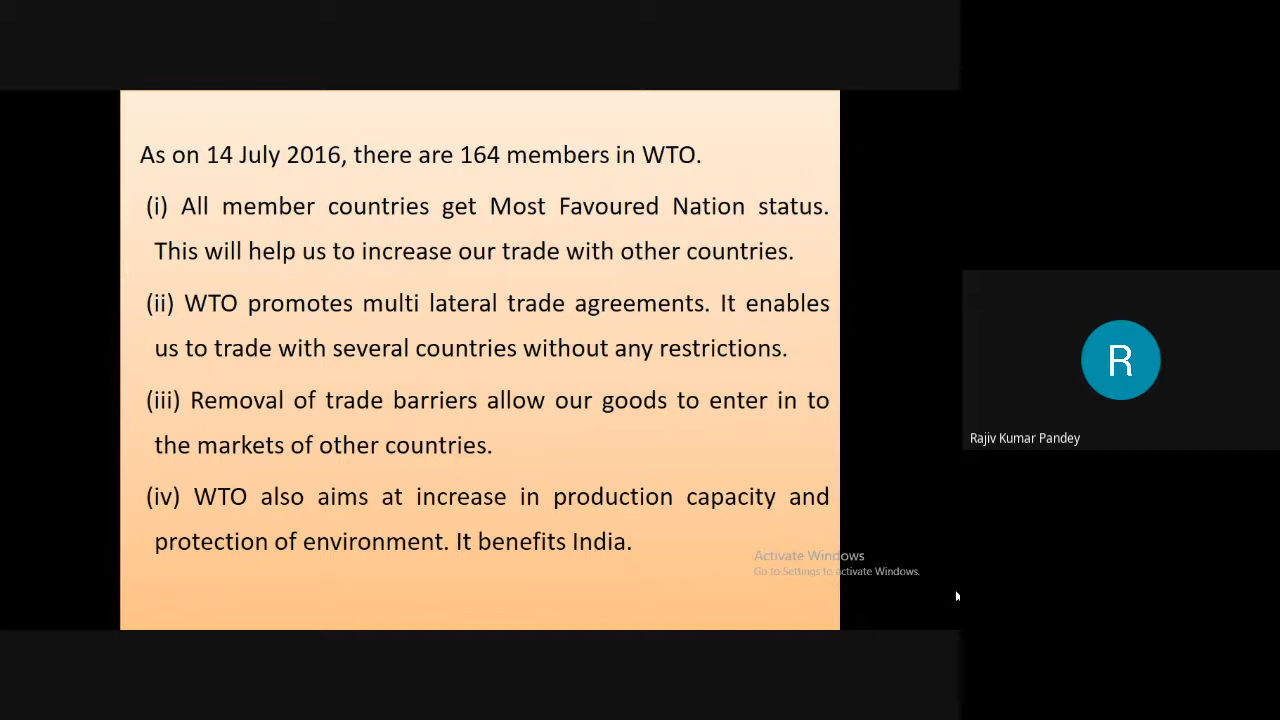 As on 14 July 2016, there are 164 members in WTO.
(i) All member countries get Most Favoured Nation status.
This will help us to increase our trade with other countries.
(ii) WTO promotes multi lateral trade agreements. It enables
us to trade with several countries without any restrictions.
(iii) Removal of trade barriers allow our goods to enter in to
the markets of other countries.
(iv) WTO also aims at increase in production capacity and
protection of environment. It benefits India.
Activate Windows
Go to Settings to activate Windows.
R
Rajiv Kumar Pandey